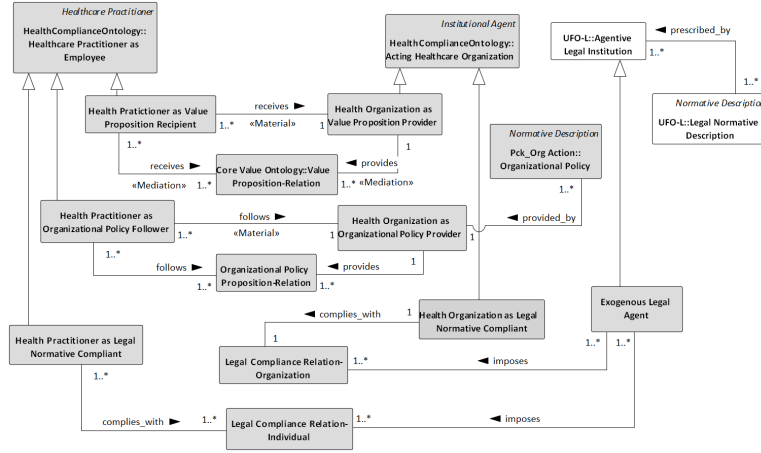 Healthcare Practitioner
HealthComplianceOntology::
Healthcare Practitioner as
Employee
Institutional Agent
HealthComplianceOntology::
Acting Healthcare Organization
UFO-L::Agentive
Legal Institution
prescribed_by
1..*
1..*
Normative Descriptio
UFO-L::Legal Normative
Description
Health Pratictioner as Value
Proposition Recipient
receives
1..*
«Material»
1
Health Organization as
Value Proposition Provider
Normative Description
Pck_Org Action::
Organizational Policy
1..*
1..*
receives
«Mediation»
1..*
Core Value Ontology::Value
Proposition-Relation
1
provides
1..*
«Mediation»
Health Practitioner as
Organizational Policy Follower
follows
1..*
«Material»
1
Health Organization as
Organizational Policy Provider
1
provided_by
1..*
follows
1..*
Organizational Policy
Proposition-Relation
1
provides
1..*
Health Practitioner as Legal
Normative Compliant
complies_with
1
1
Health Organization as Legal
Normative Compliant
Exogenous Legal
Agent
1..*
1..*
Legal Compliance Relation-
Organization
1..*
imposes
1..*
complies_with
1..*
Legal Compliance Relation-
Individual
1..*
imposes